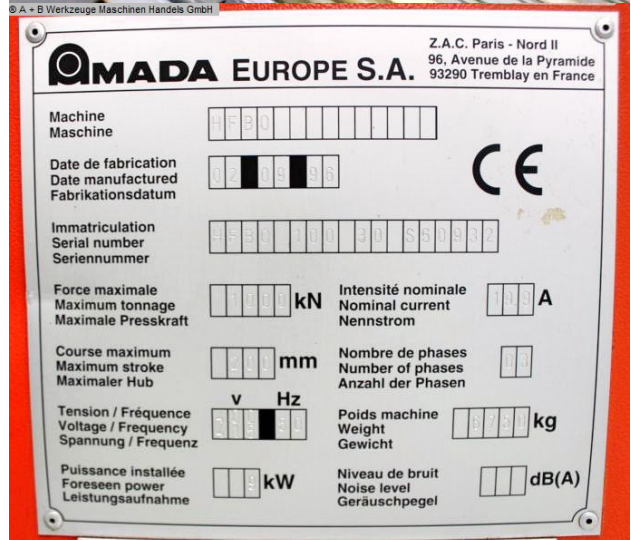 ® A + B Werkzeuge Maschinen Handels GmbH
AMADA EUROPE S.A.
Z.A.C. Paris - Nord II
96, Avenue de la Pyramide
93290 Tremblay en France
Machine
Maschine
HFBO
Date de fabrication
Date manufactured
Fabrikationsdatum
02 09 96
CE
Immatriculation
Serial number
Seriennummer
HFBO 100 30 S60932
Force maximale
Maximum tonnage
Maximale Presskraft
1000 kN
Intensité nominale
Nominal current
Nennstrom
A
Course maximum
Maximum stroke
Maximaler Hub
200 mm
Nombre de phases
Number of phases
Anzahl der Phasen
03
V Hz
Tension / Fréquence
Voltage / Frequency
Spannung / Frequenz
50
Poids machine
Weight
Gewicht
6750 kg
Puissance installée
Foreseen power
Leistungsaufnahme
9 kW
Niveau de bruit
Noise level
Geräuschpegel
dB(A)